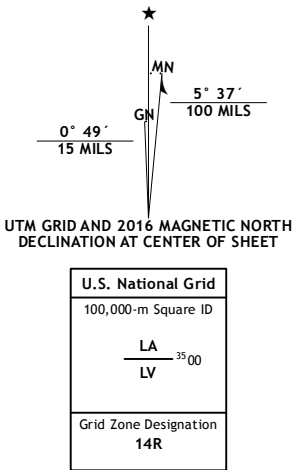 ★
MN
GN
5° 37´
100 MILS
0° 49´
15 MILS
UTM GRID AND 2016 MAGNETIC NORTH
DECLINATION AT CENTER OF SHEET
U.S. National Grid
100,000-m Square ID
LA
3500
LV
Grid Zone Designation
14R